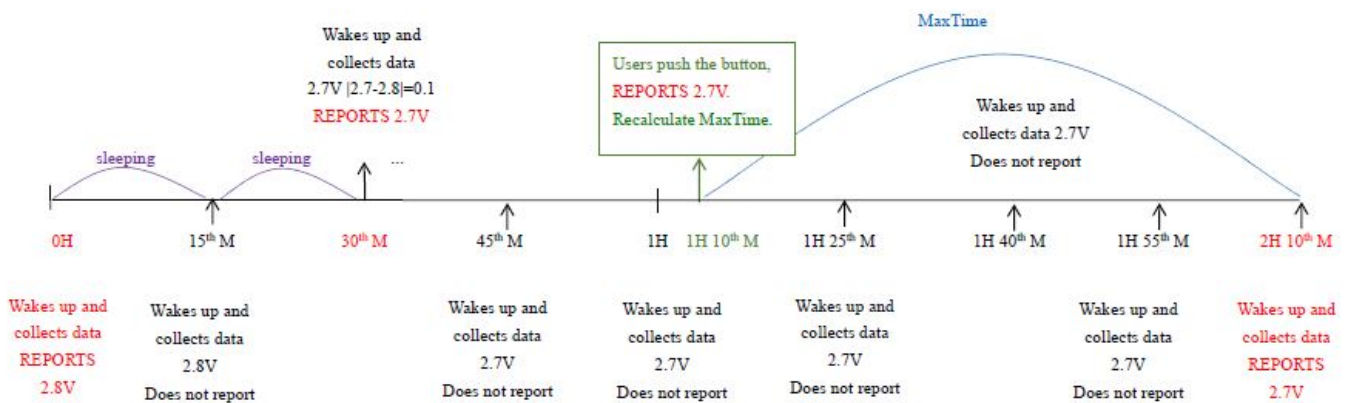 MaxTime
Wakes up and
collects data
2.7V |2.7-2.8|=0.1
REPORTS 2.7V
Users push the button,
REPORTS 2.7V.
Recalculate MaxTime.
Wakes up and
collects data 2.7V
Does not report
sleeping
sleeping
...
0H
15th M
30th M
45th M
1H
1H 10th M
1H 25th M
1H 40th M
1H 55th M
2H 10th M
Wakes up and
collects data
REPORTS
2.8V
Wakes up and
collects data
2.8V
Does not report
Wakes up and
collects data
2.7V
Does not report
Wakes up and
collects data
2.7V
Does not report
Wakes up and
collects data
2.7V
Does not report
Wakes up and
collects data
2.7V
Does not report
Wakes up and
collects data
REPORTS
2.7V